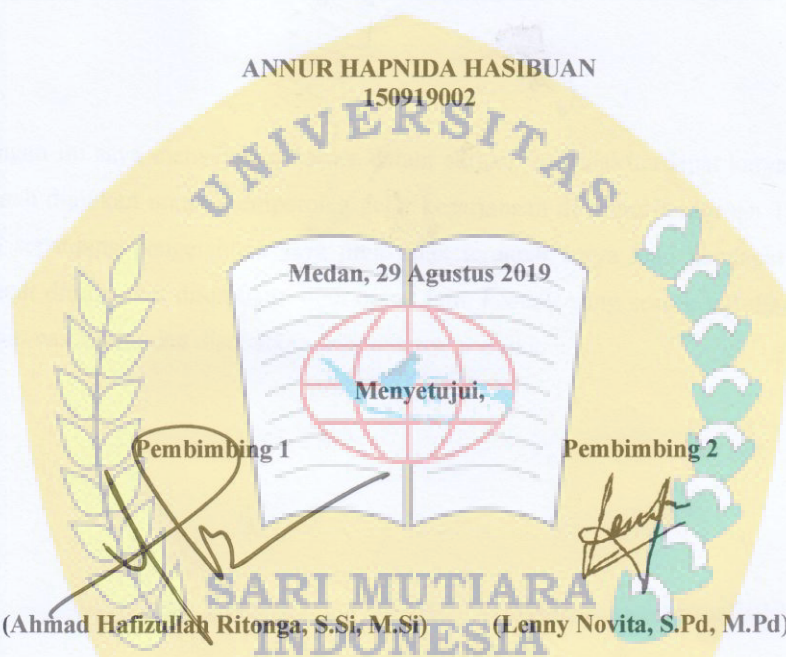 ANNUR HAPNIDA HASIBUAN
150919002
UNIVERSITAS
Medan, 29 Agustus 2019
Menyetujui,
Pembimbing 1 Pembimbing 2
SARI MUTIARA
(Ahmad Hafizullah Ritonga, S.Si, M.Si) (Lenny Novita, S.Pd, M.Pd)
INDONESIA